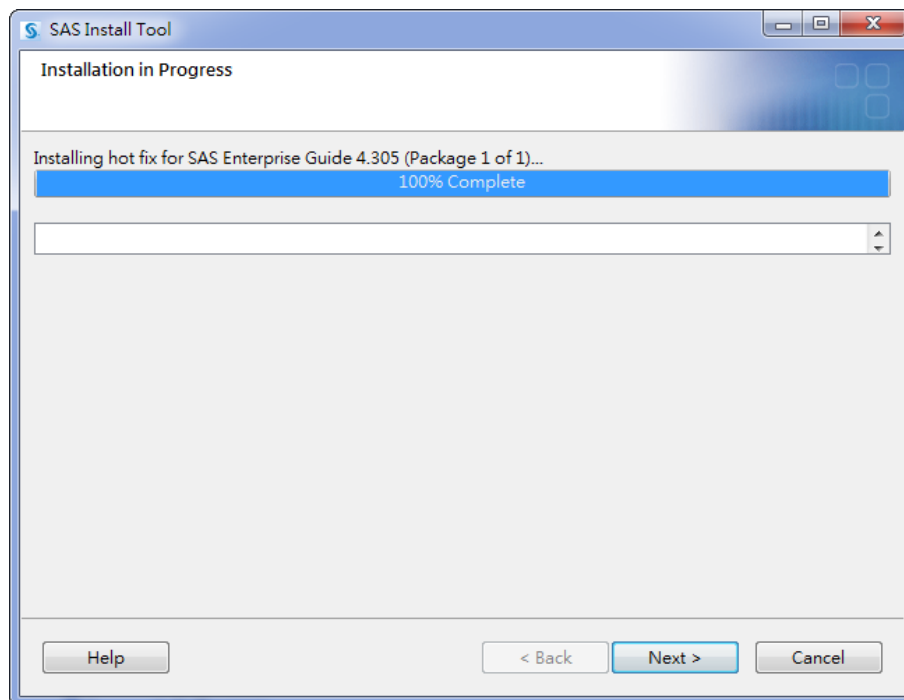 SAS Install Tool
Installation in Progress
Installing hot fix for SAS Enterprise Guide 4.305 (Package 1 of 1)...
100% Complete
Help
< Back
Next >
Cancel